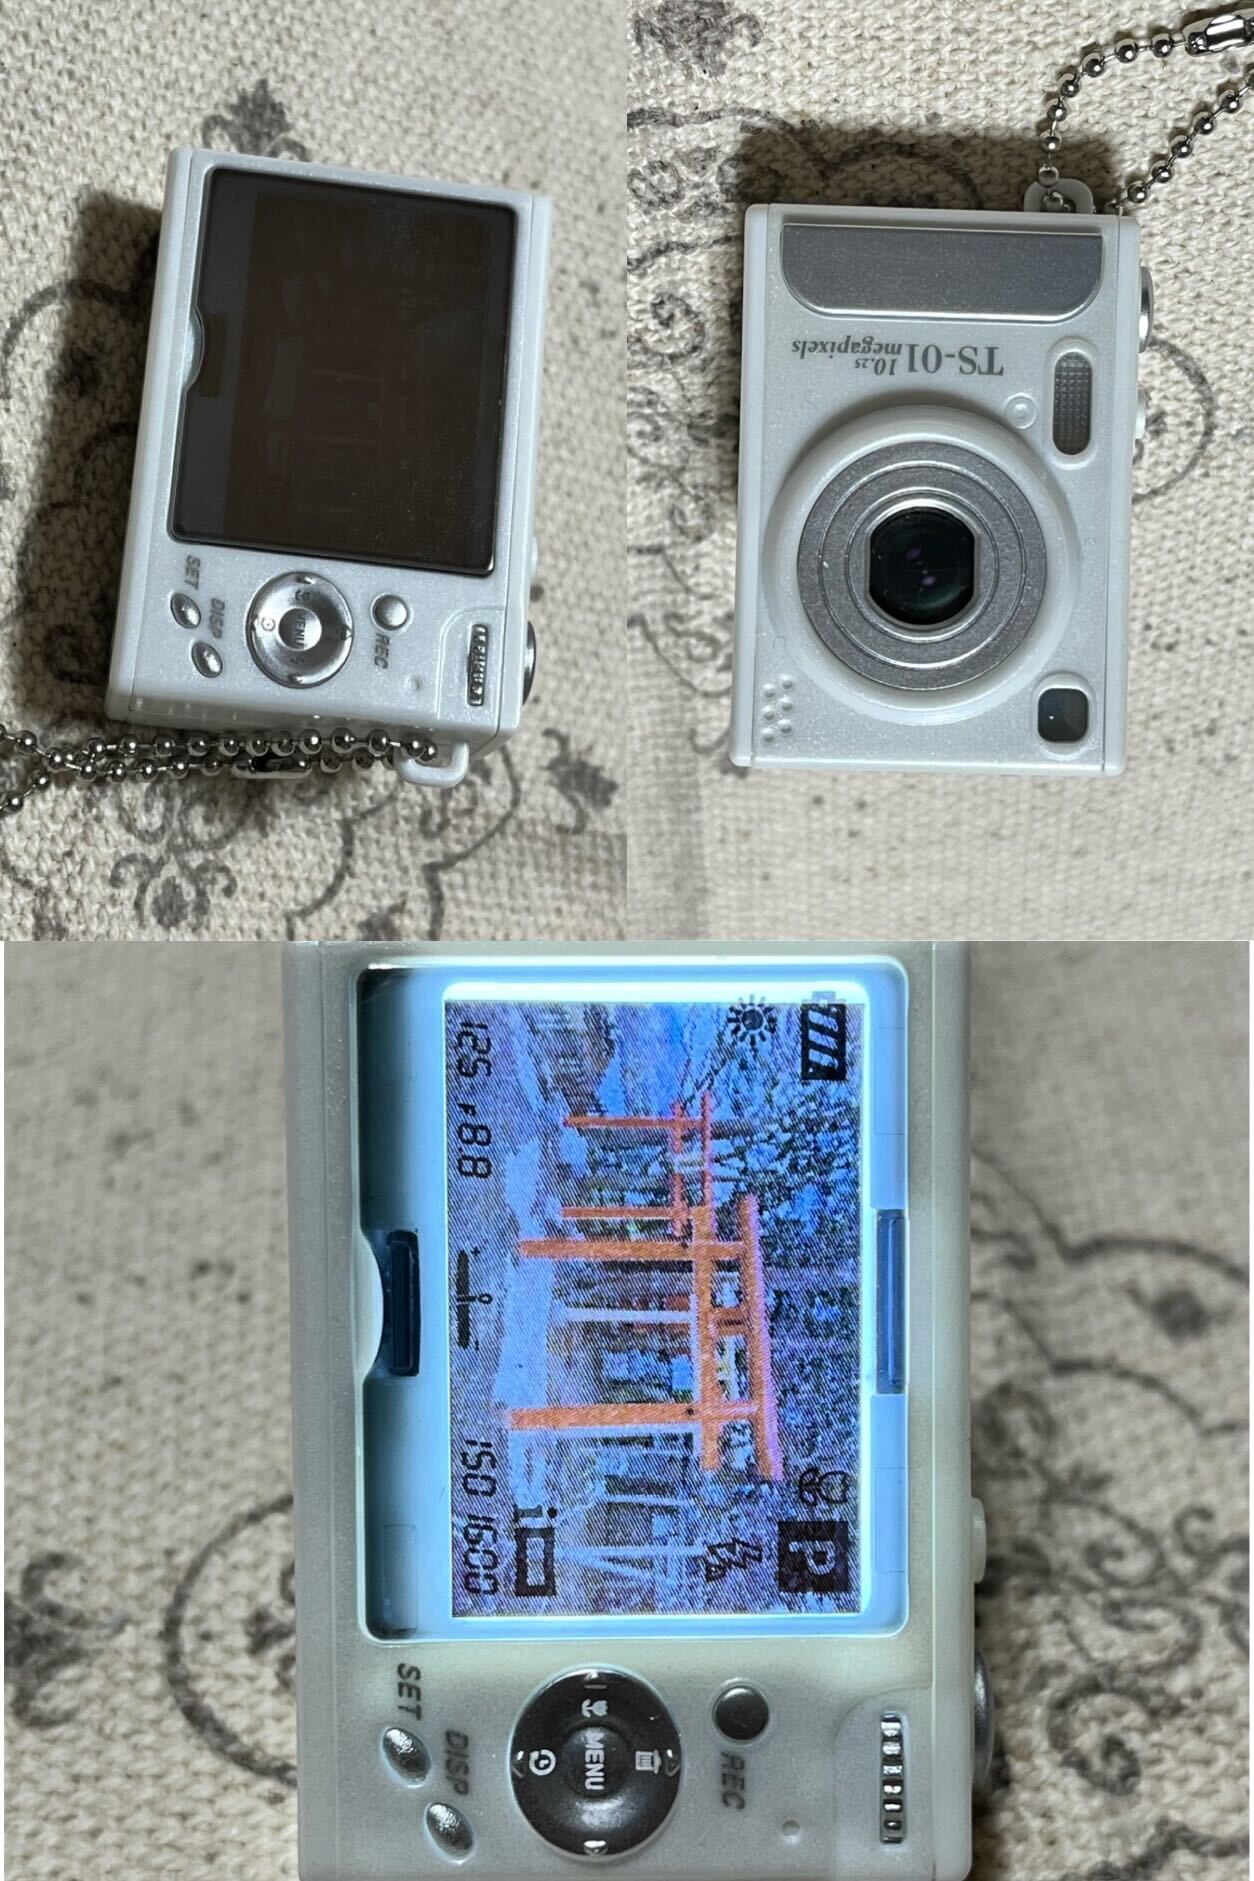 TS-01
10.25
megapixels
REC
MENU
DISP
SET
P
REC
MENU
i
125 F8.8
ISO 1600
DISP
SET